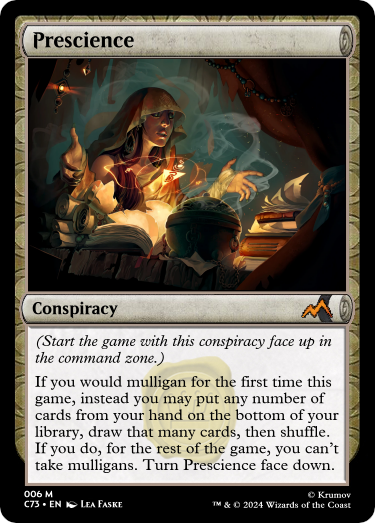 Prescience
Conspiracy
(Start the game with this conspiracy face up in
the command zone.)
If you would mulligan for the first time this
game, instead you may put any number of
cards from your hand on the bottom of your
library, draw that many cards, then shuffle.
If you do, for the rest of the game, you can't
take mulligans. Turn Prescience face down.
006 M
C73 • EN Lea Faske
© Krumov
™ & © 2024 Wizards of the Coast